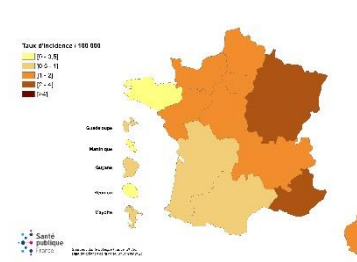 Taux d'incidence / 100 000
[0 - 0,5]
]0,5 - 1]
]1 - 2]
]2 - 4]
]>4]
Guadeloupe
Martinique
Guyane
Réunion
Mayotte
Santé
publique
France